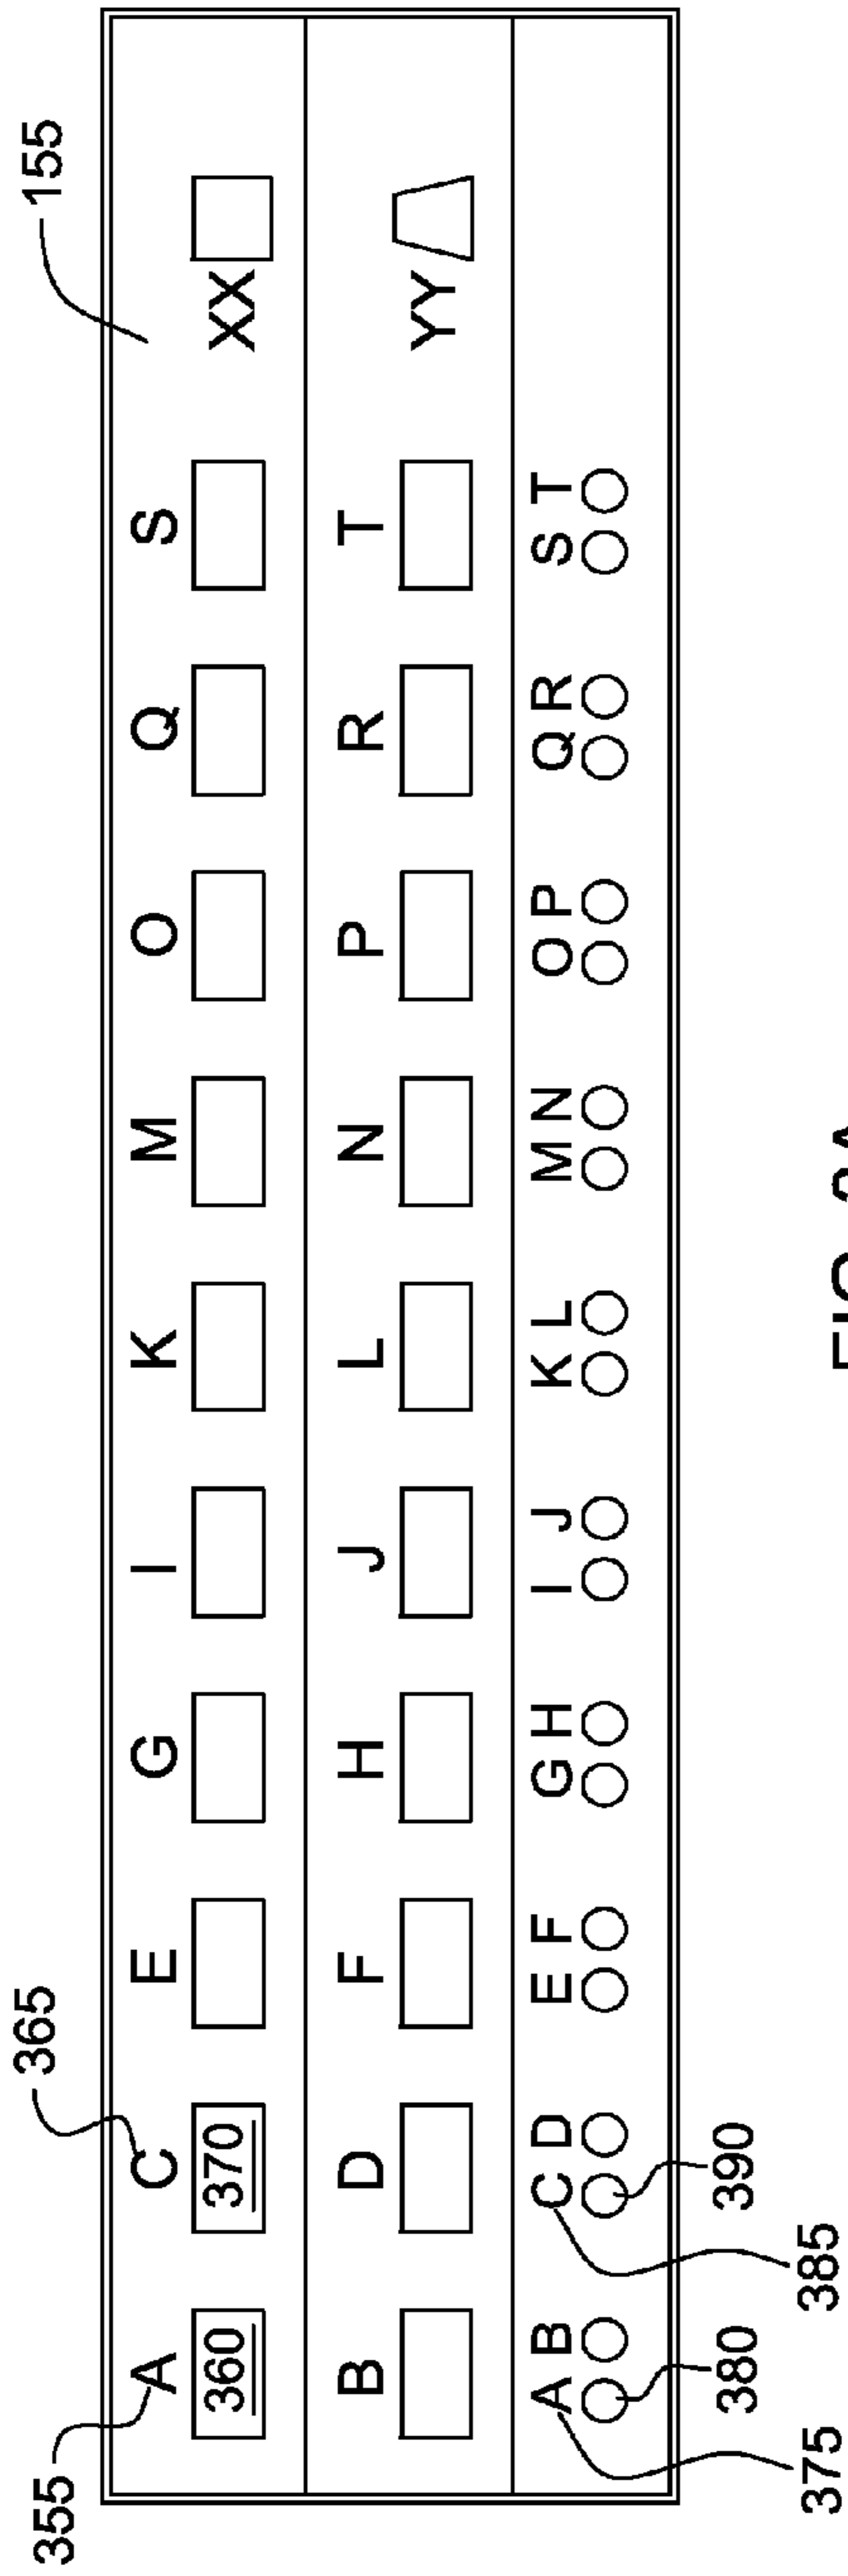 155
365
355
A C E G I K M O Q S XX
360 370
B D F H J L N P R T YY
A B C D E F G H I J K L M N O P Q R S T
375 380 385 390